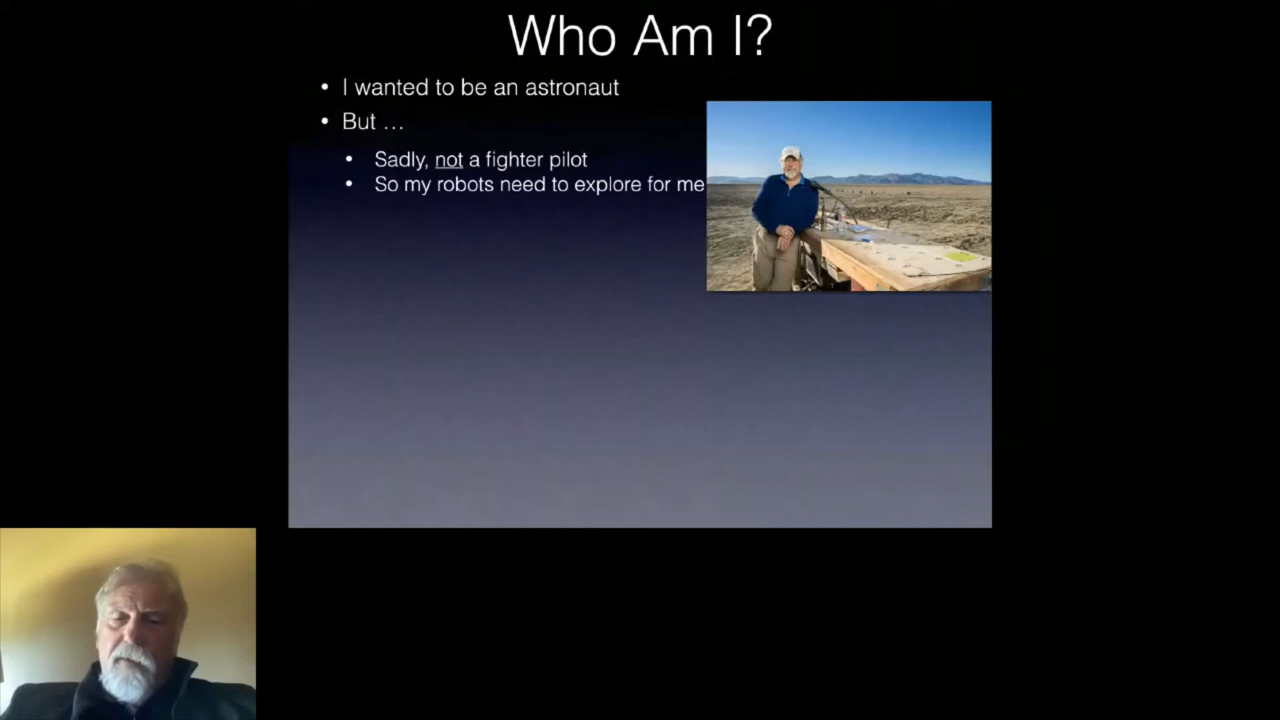 Who Am I?
• I wanted to be an astronaut
• But ...
• Sadly, not a fighter pilot
• So my robots need to explore for me